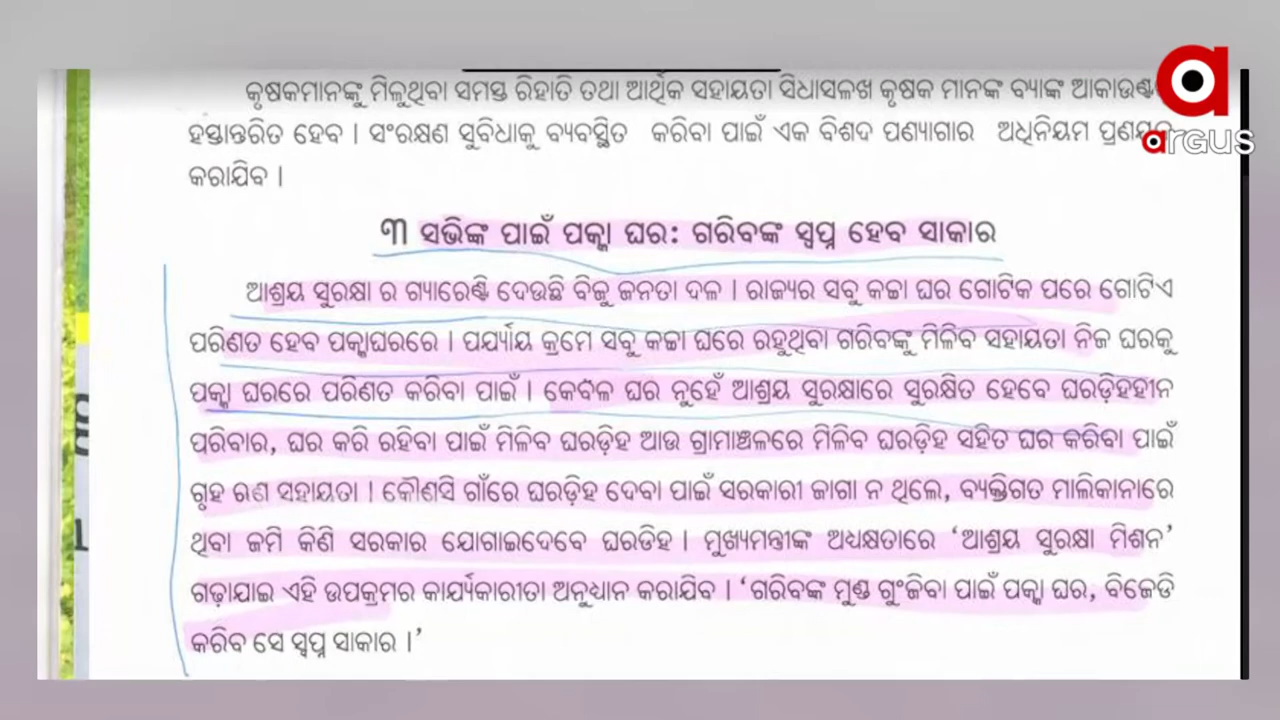 କୃଷକମାନଙ୍କୁ ମିଳୁଥିବା ସମସ୍ତ ରିହାତି ତଥା ଆର୍ଥିକ ସହାୟତା ସିଧାସଳଖ କୃଷକ ମାନଙ୍କ ବ୍ୟାଙ୍କ
ହସ୍ତାନ୍ତରିତ ହେବ । ସଂରକ୍ଷଣ ସୁବିଧାକୁ ବ୍ୟବସ୍ଥିତ କରିବା ପାଇଁ ଏକ ବିଶଦ ପଣ୍ୟାଗାର ଅଧିନିୟମ
କରାଯିବ ।
୩ ସଭିଙ୍କ ପାଇଁ ପକ୍କା ଘର: ଗରିବଙ୍କ ସ୍ୱପ୍ନ ହେବ ସାକାର
ଆଶ୍ରୟ ସୁରକ୍ଷା ର ଗ୍ୟାରେଣ୍ଟି ଦେଉଛି ବିଜୁ ଜନତା ଦଳ । ରାଜ୍ୟର ସବୁ କଚ୍ଚା ଘର ଗୋଟିକ ପରେ ଗୋଟିଏ
ପରିଣତ ହେବ ପକ୍କାଘରରେ । ପର୍ଯ୍ୟାୟ କ୍ରମେ ସବୁ କଚ୍ଚା ଘରେ ରହୁଥିବା ଗରିବଙ୍କୁ ମିଳିବ ସହାୟତା ନିଜ ଘରକୁ
ପକ୍କା ଘରରେ ପରିଣତ କରିବା ପାଇଁ । କେବଳ ଘର ନୁହେଁ ଆଶ୍ରୟ ସୁରକ୍ଷାରେ ସୁରକ୍ଷିତ ହେବେ ଘରଡ଼ିହହୀନ
ପରିବାର, ଘର କରି ରହିବା ପାଇଁ ମିଳିବ ଘରଡ଼ିହ ଆଉ ଗ୍ରାମାଞ୍ଚଳରେ ମିଳିବ ଘରଡ଼ିହ ସହିତ ଘର କରିବା ପାଇଁ
ଗୃହ ଋଣ ସହାୟତା । କୌଣସି ଗାଁରେ ଘରଡ଼ିହ ଦେବା ପାଇଁ ସରକାରୀ ଜାଗା ନ ଥିଲେ, ବ୍ୟକ୍ତିଗତ ମାଲିକାନାରେ
ଥିବା ଜମି କିଣି ସରକାର ଯୋଗାଇଦେବେ ଘରଡିହ । ମୁଖ୍ୟମନ୍ତ୍ରୀଙ୍କ ଅଧ୍ୟକ୍ଷତାରେ ‘ଆଶ୍ରୟ ସୁରକ୍ଷା ମିଶନ’
ଗଢ଼ାଯାଇ ଏହି ଉପକ୍ରମର କାର୍ଯ୍ୟକାରୀତା ଅନୁଧ୍ୟାନ କରାଯିବ । ‘ଗରିବଙ୍କ ମୁଣ୍ଡ ଗୁଂଜିବା ପାଇଁ ପକ୍କା ଘର, ବିଜେଡି
କରିବ ସେ ସ୍ୱପ୍ନ ସାକାର ।’
argus